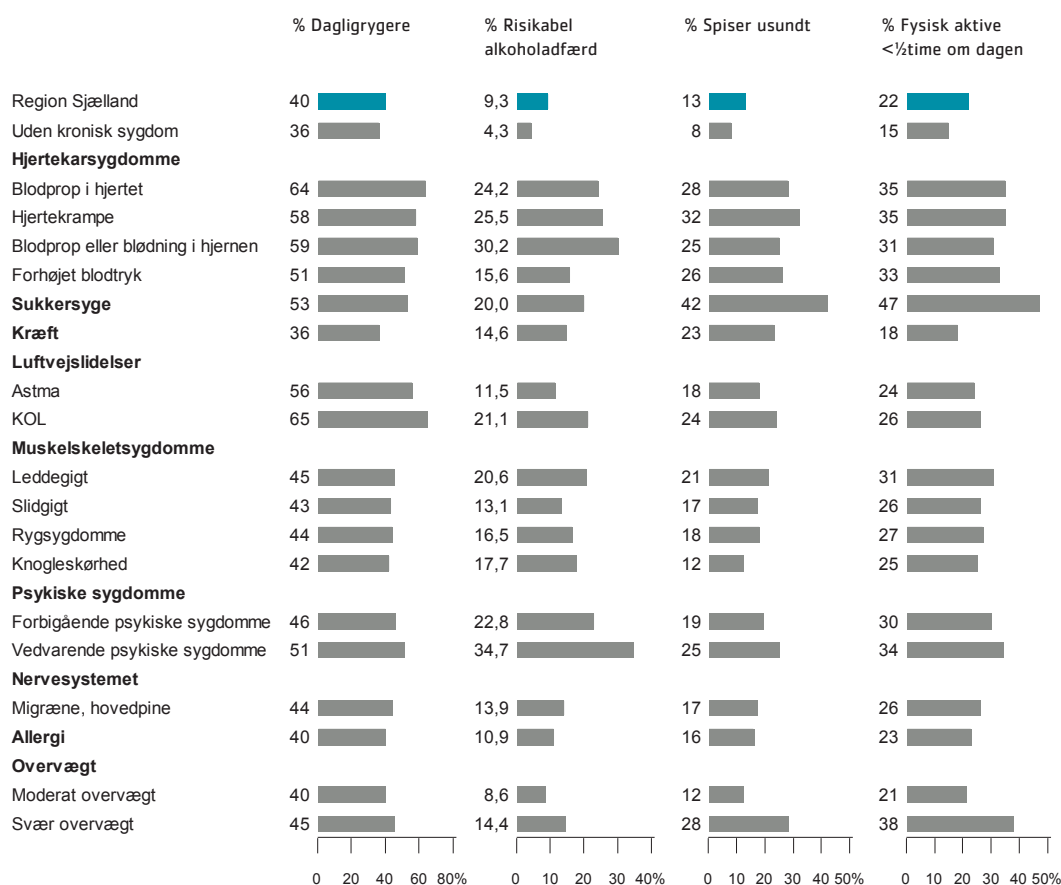 % Dagligrygere % Risikabel alkoholadfærd % Spiser usundt % Fysisk aktive <½time om dagen
Region Sjælland 40 9,3 13 22
Uden kronisk sygdom 36 4,3 8 15
Hjertekarsygdomme
Blodprop i hjertet 64 24,2 28 35
Hjertekrampe 58 25,5 32 35
Blodprop eller blødning i hjernen 59 30,2 25 31
Forhøjet blodtryk 51 15,6 26 33
Sukkersyge 53 20,0 42 47
Kræft 36 14,6 23 18
Luftvejslidelser
Astma 56 11,5 18 24
KOL 65 21,1 24 26
Muskelskeletsygdomme
Leddegigt 45 20,6 21 31
Slidgigt 43 13,1 17 26
Rygsygdomme 44 16,5 18 27
Knogleskørhed 42 17,7 12 25
Psykiske sygdomme
Forbigående psykiske sygdomme 46 22,8 19 30
Vedvarende psykiske sygdomme 51 34,7 25 34
Nervesystemet
Migræne, hovedpine 44 13,9 17 26
Allergi 40 10,9 16 23
Overvægt
Moderat overvægt 40 8,6 12 21
Svær overvægt 45 14,4 28 38
0 20 40 60 80% 0 10 20 30 40% 0 10 20 30 40 50% 0 10 20 30 40 50%